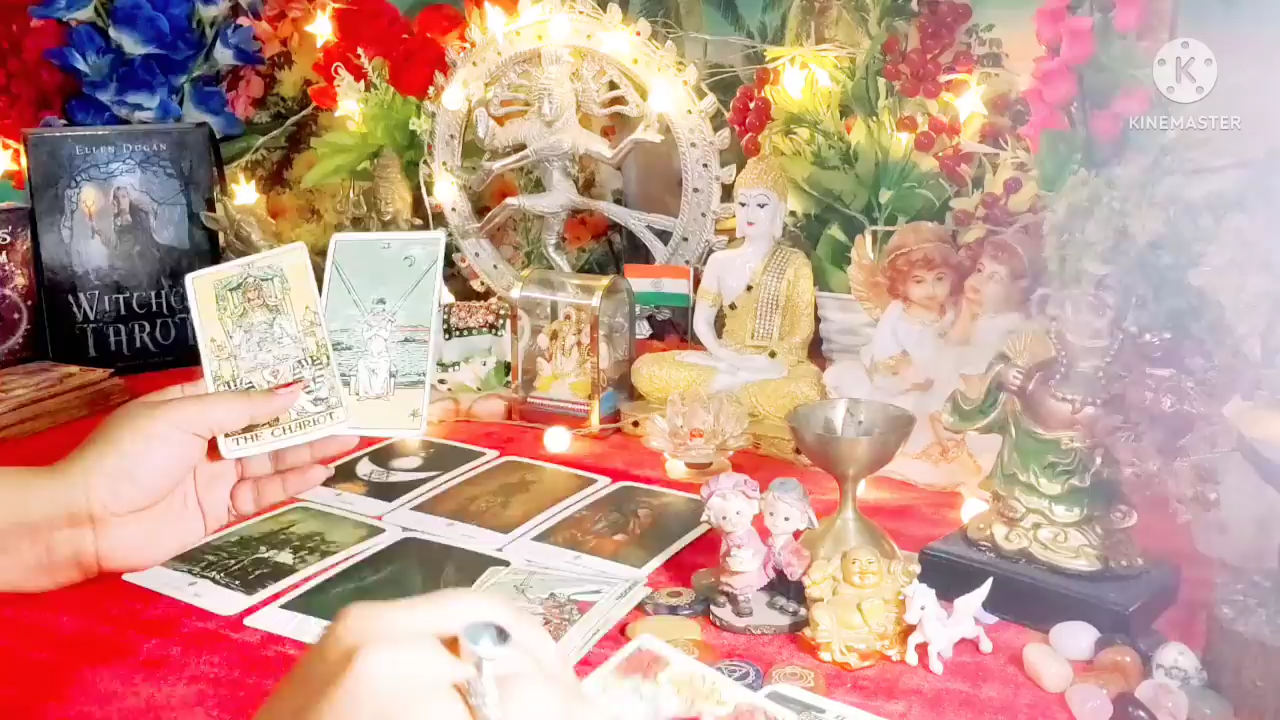 ELLEN DUGAN
WITCHES
TAROT
THE CHARIOT.
KINEMASTER